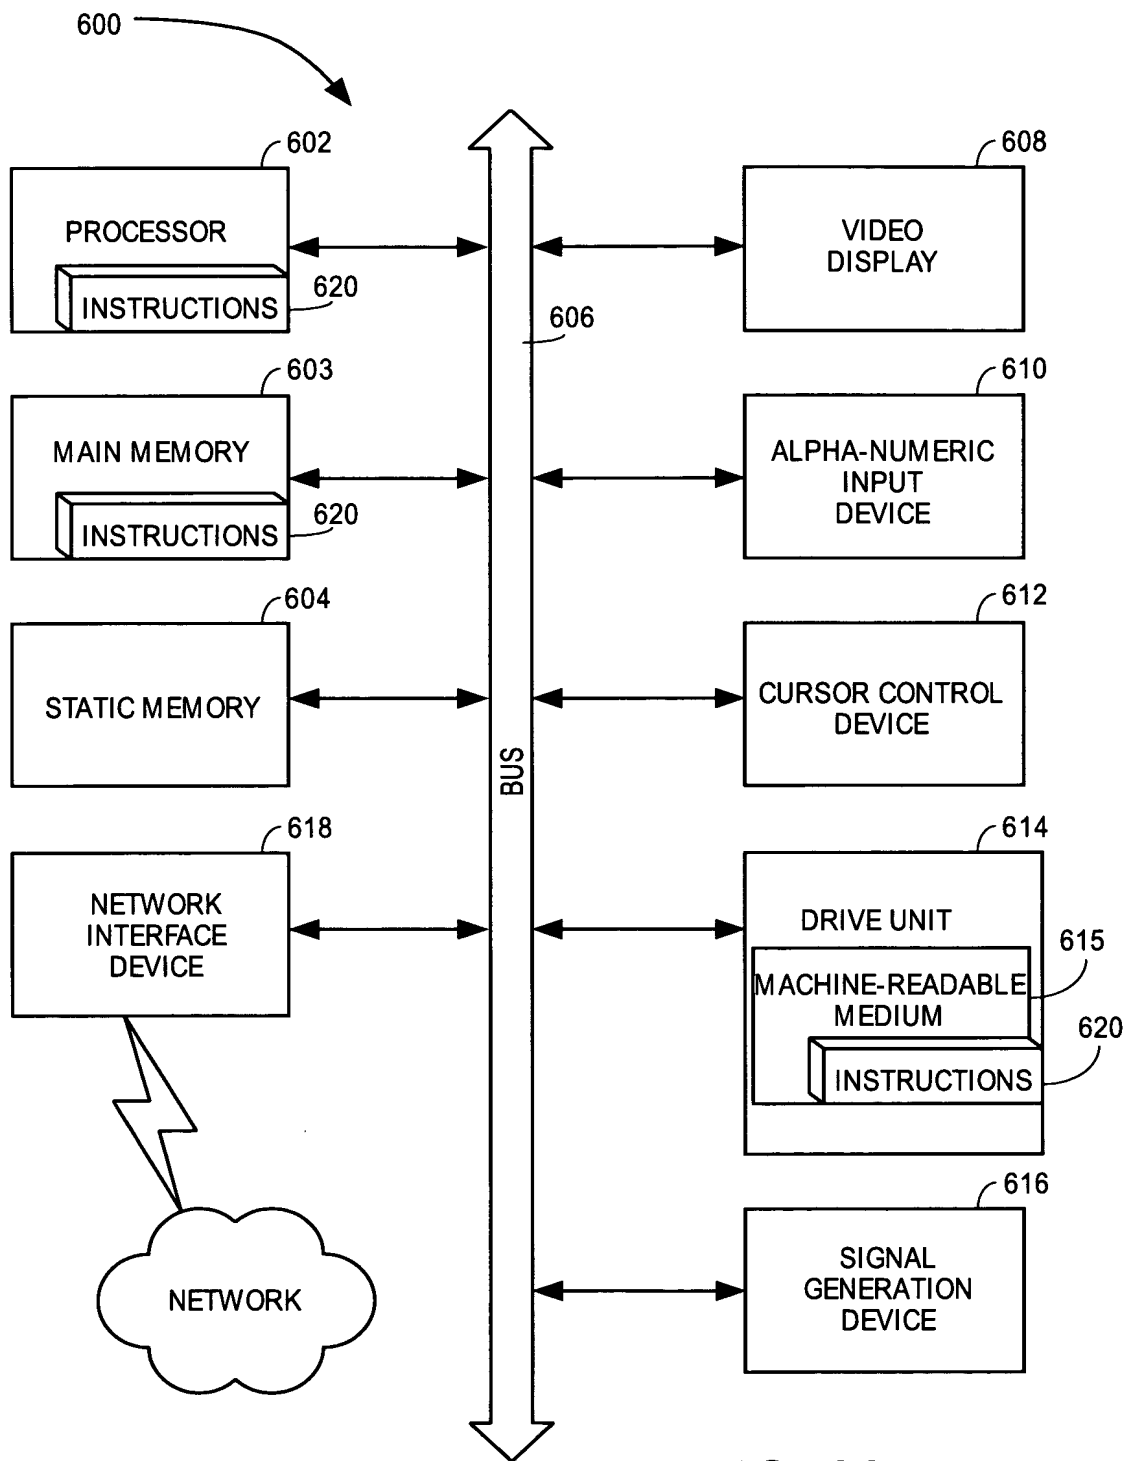 600
602
PROCESSOR
INSTRUCTIONS
620
603
MAIN MEMORY
INSTRUCTIONS
620
604
STATIC MEMORY
618
NETWORK
INTERFACE
DEVICE
NETWORK
606
BUS
608
VIDEO
DISPLAY
610
ALPHA-NUMERIC
INPUT
DEVICE
612
CURSOR CONTROL
DEVICE
614
DRIVE UNIT
615
MACHINE-READABLE
MEDIUM
620
INSTRUCTIONS
616
SIGNAL
GENERATION
DEVICE